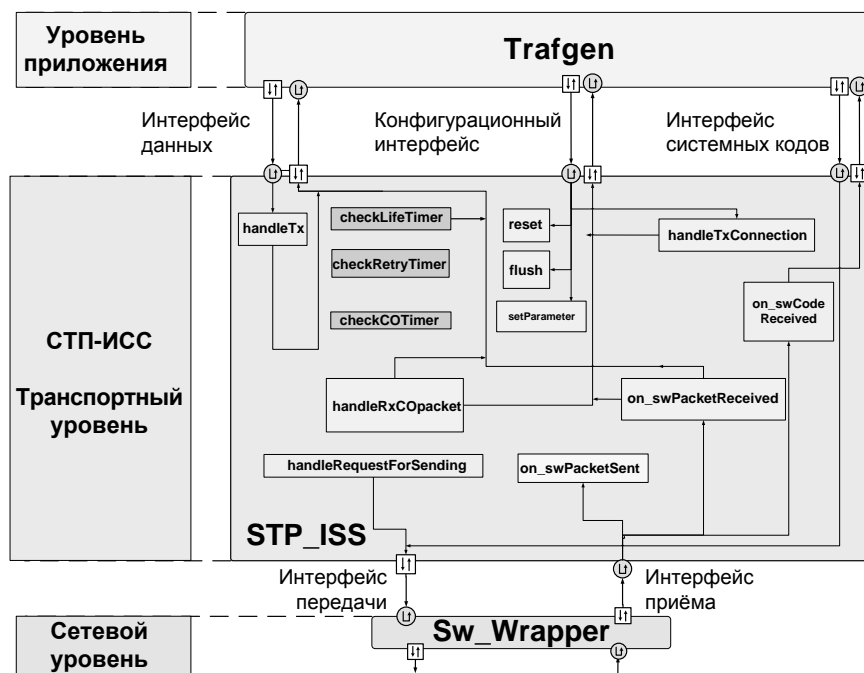 Уровень
приложения
Trafgen
Интерфейс
данных
Конфигурационный
интерфейс
Интерфейс
системных кодов
СТП-ИСС
Транспортный
уровень
handleTx
checkLifeTimer
checkRetryTimer
checkCOTimer
reset
flush
setParameter
handleTxConnection
on_swCode
Received
handleRxCOpacket
on_swPacketReceived
handleRequestForSending
on_swPacketSent
STP_ISS
Интерфейс
передачи
Интерфейс
приёма
Сетевой
уровень
Sw_Wrapper